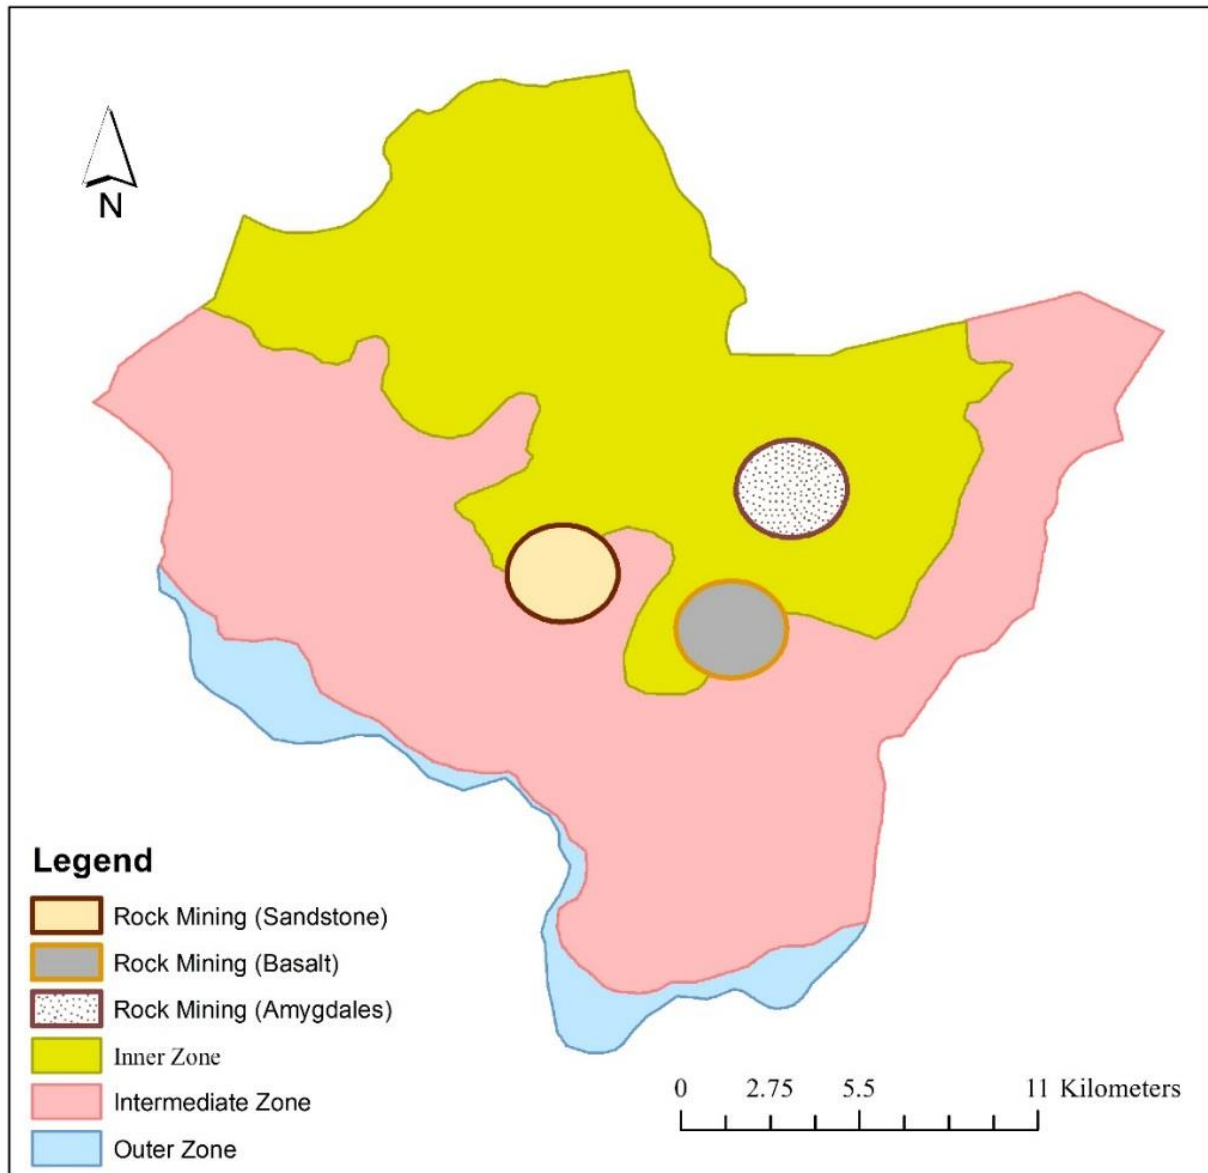 N
Legend
Rock Mining (Sandstone)
Rock Mining (Basalt)
Rock Mining (Amygdales)
Inner Zone
Intermediate Zone
Outer Zone
0 2.75 5.5 11 Kilometers